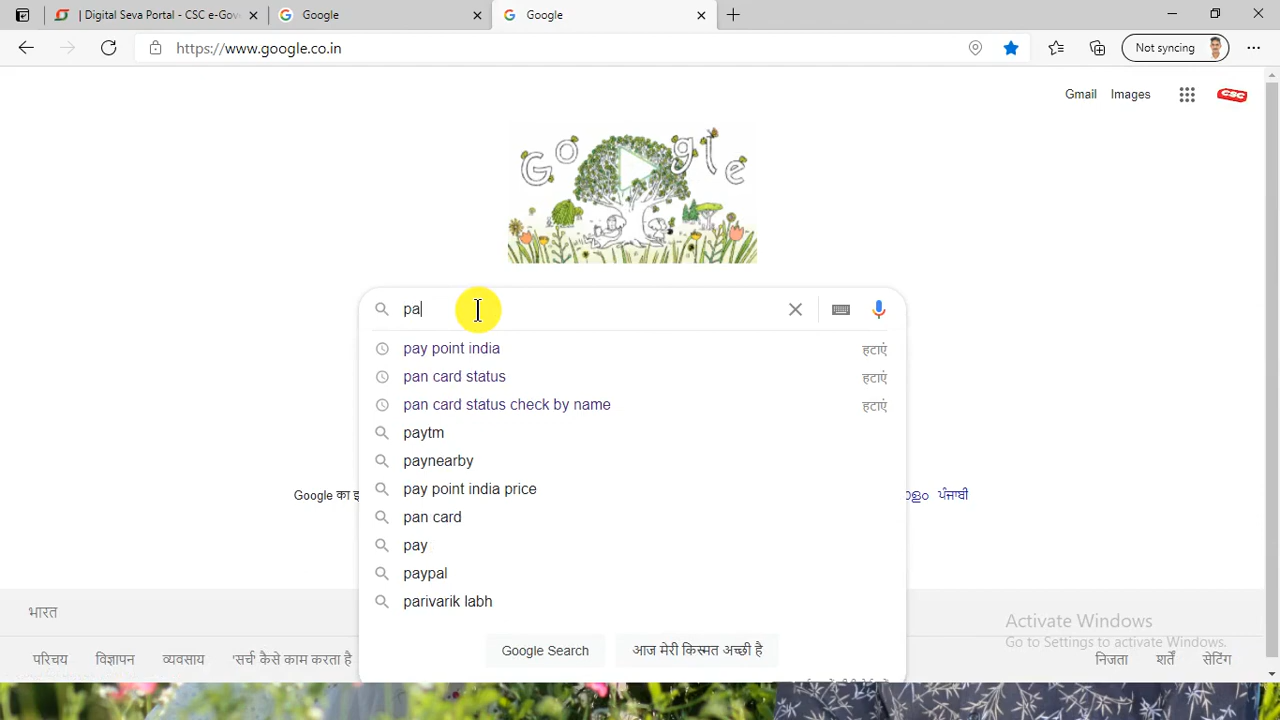 | Digital Seva Portal - CSC e-Gov
Google
Google
https://www.google.co.in
Not syncing
Gmail Images CSC
Google
pa
pay point india हटाएं
pan card status हटाएं
pan card status check by name हटाएं
paytm
paynearby
Google का इ ਪੰਜਾਬੀ
pay point india price
pan card
pay
paypal
parivarik labh
भारत
Activate Windows
Go to Settings to activate Windows.
Google Search आज मेरी किस्मत अच्छी है
परिचय विज्ञापन व्यवसाय 'सर्च' कैसे काम करता है निजता शर्तें सेटिंग